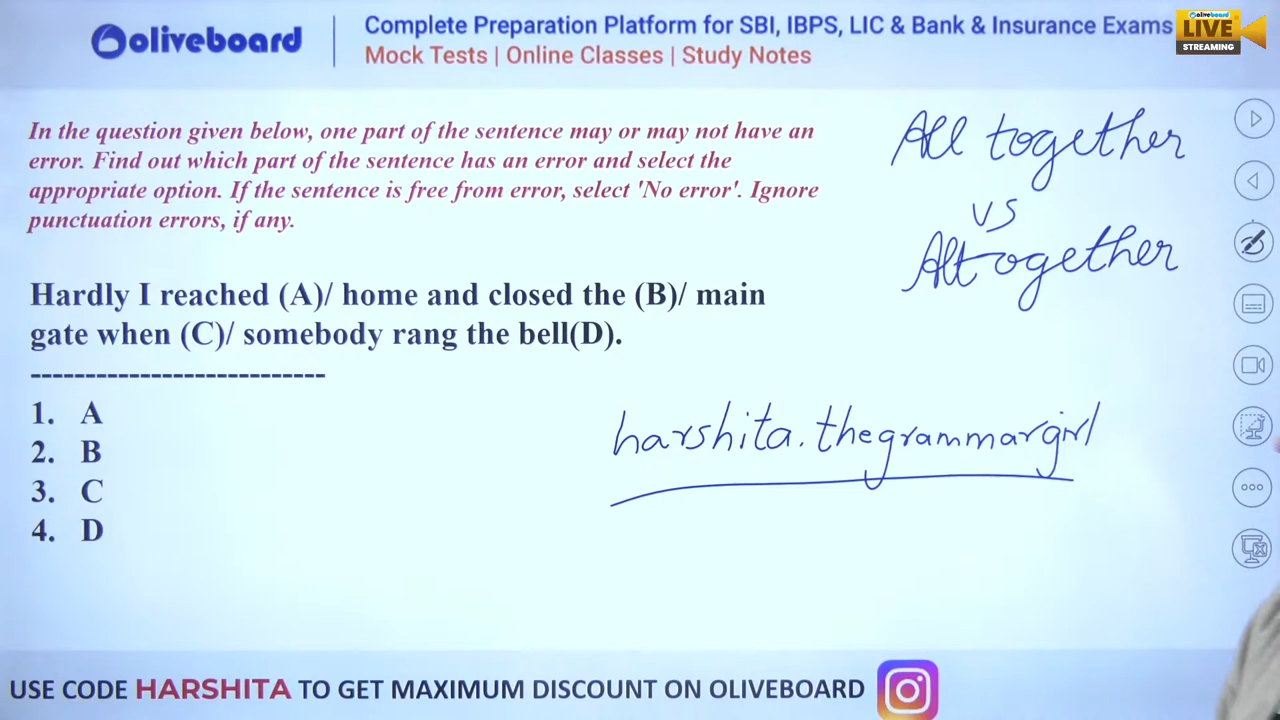 oliveboard
Complete Preparation Platform for SBI, IBPS, LIC & Bank & Insurance Exams
Mock Tests | Online Classes | Study Notes
oliveboard
LIVE
STREAMING
In the question given below, one part of the sentence may or may not have an
error. Find out which part of the sentence has an error and select the
appropriate option. If the sentence is free from error, select 'No error'. Ignore
punctuation errors, if any.
All together
vs
Altogether
Hardly I reached (A)/ home and closed the (B)/ main
gate when (C)/ somebody rang the bell(D).
---------------------------
1. A
2. B
3. C
4. D
harshita.thegrammargirl
USE CODE HARSHITA TO GET MAXIMUM DISCOUNT ON OLIVEBOARD